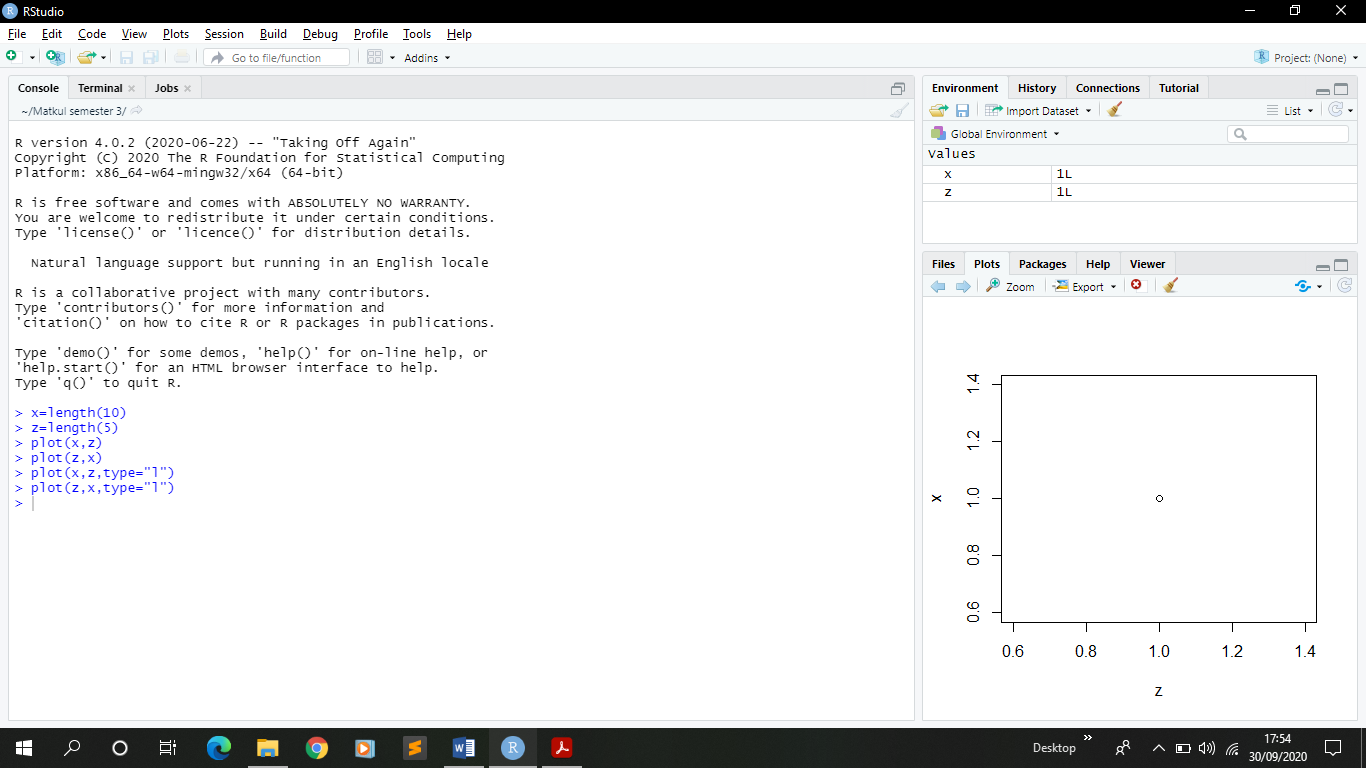 RStudio
File Edit Code View Plots Session Build Debug Profile Tools Help
Go to file/function Addins Project: (None)
Console Terminal Jobs
~/Matkul semester 3/
R version 4.0.2 (2020-06-22) -- "Taking Off Again"
Copyright (C) 2020 The R Foundation for Statistical Computing
Platform: x86_64-w64-mingw32/x64 (64-bit)
R is free software and comes with ABSOLUTELY NO WARRANTY.
You are welcome to redistribute it under certain conditions.
Type 'license()' or 'licence()' for distribution details.
Natural language support but running in an English locale
R is a collaborative project with many contributors.
Type 'contributors()' for more information and
'citation()' on how to cite R or R packages in publications.
Type 'demo()' for some demos, 'help()' for on-line help, or
'help.start()' for an HTML browser interface to help.
Type 'q()' to quit R.
> x=length(10)
> z=length(5)
> plot(x,z)
> plot(z,x)
> plot(x,z,type="l")
> plot(z,x,type="l")
>
Environment History Connections Tutorial
Import Dataset List
Global Environment
Values
x 1L
z 1L
Files Plots Packages Help Viewer
Zoom Export
x
1.4
1.2
1.0
0.8
0.6
0.6 0.8 1.0 1.2 1.4
z
Desktop
17:54
30/09/2020